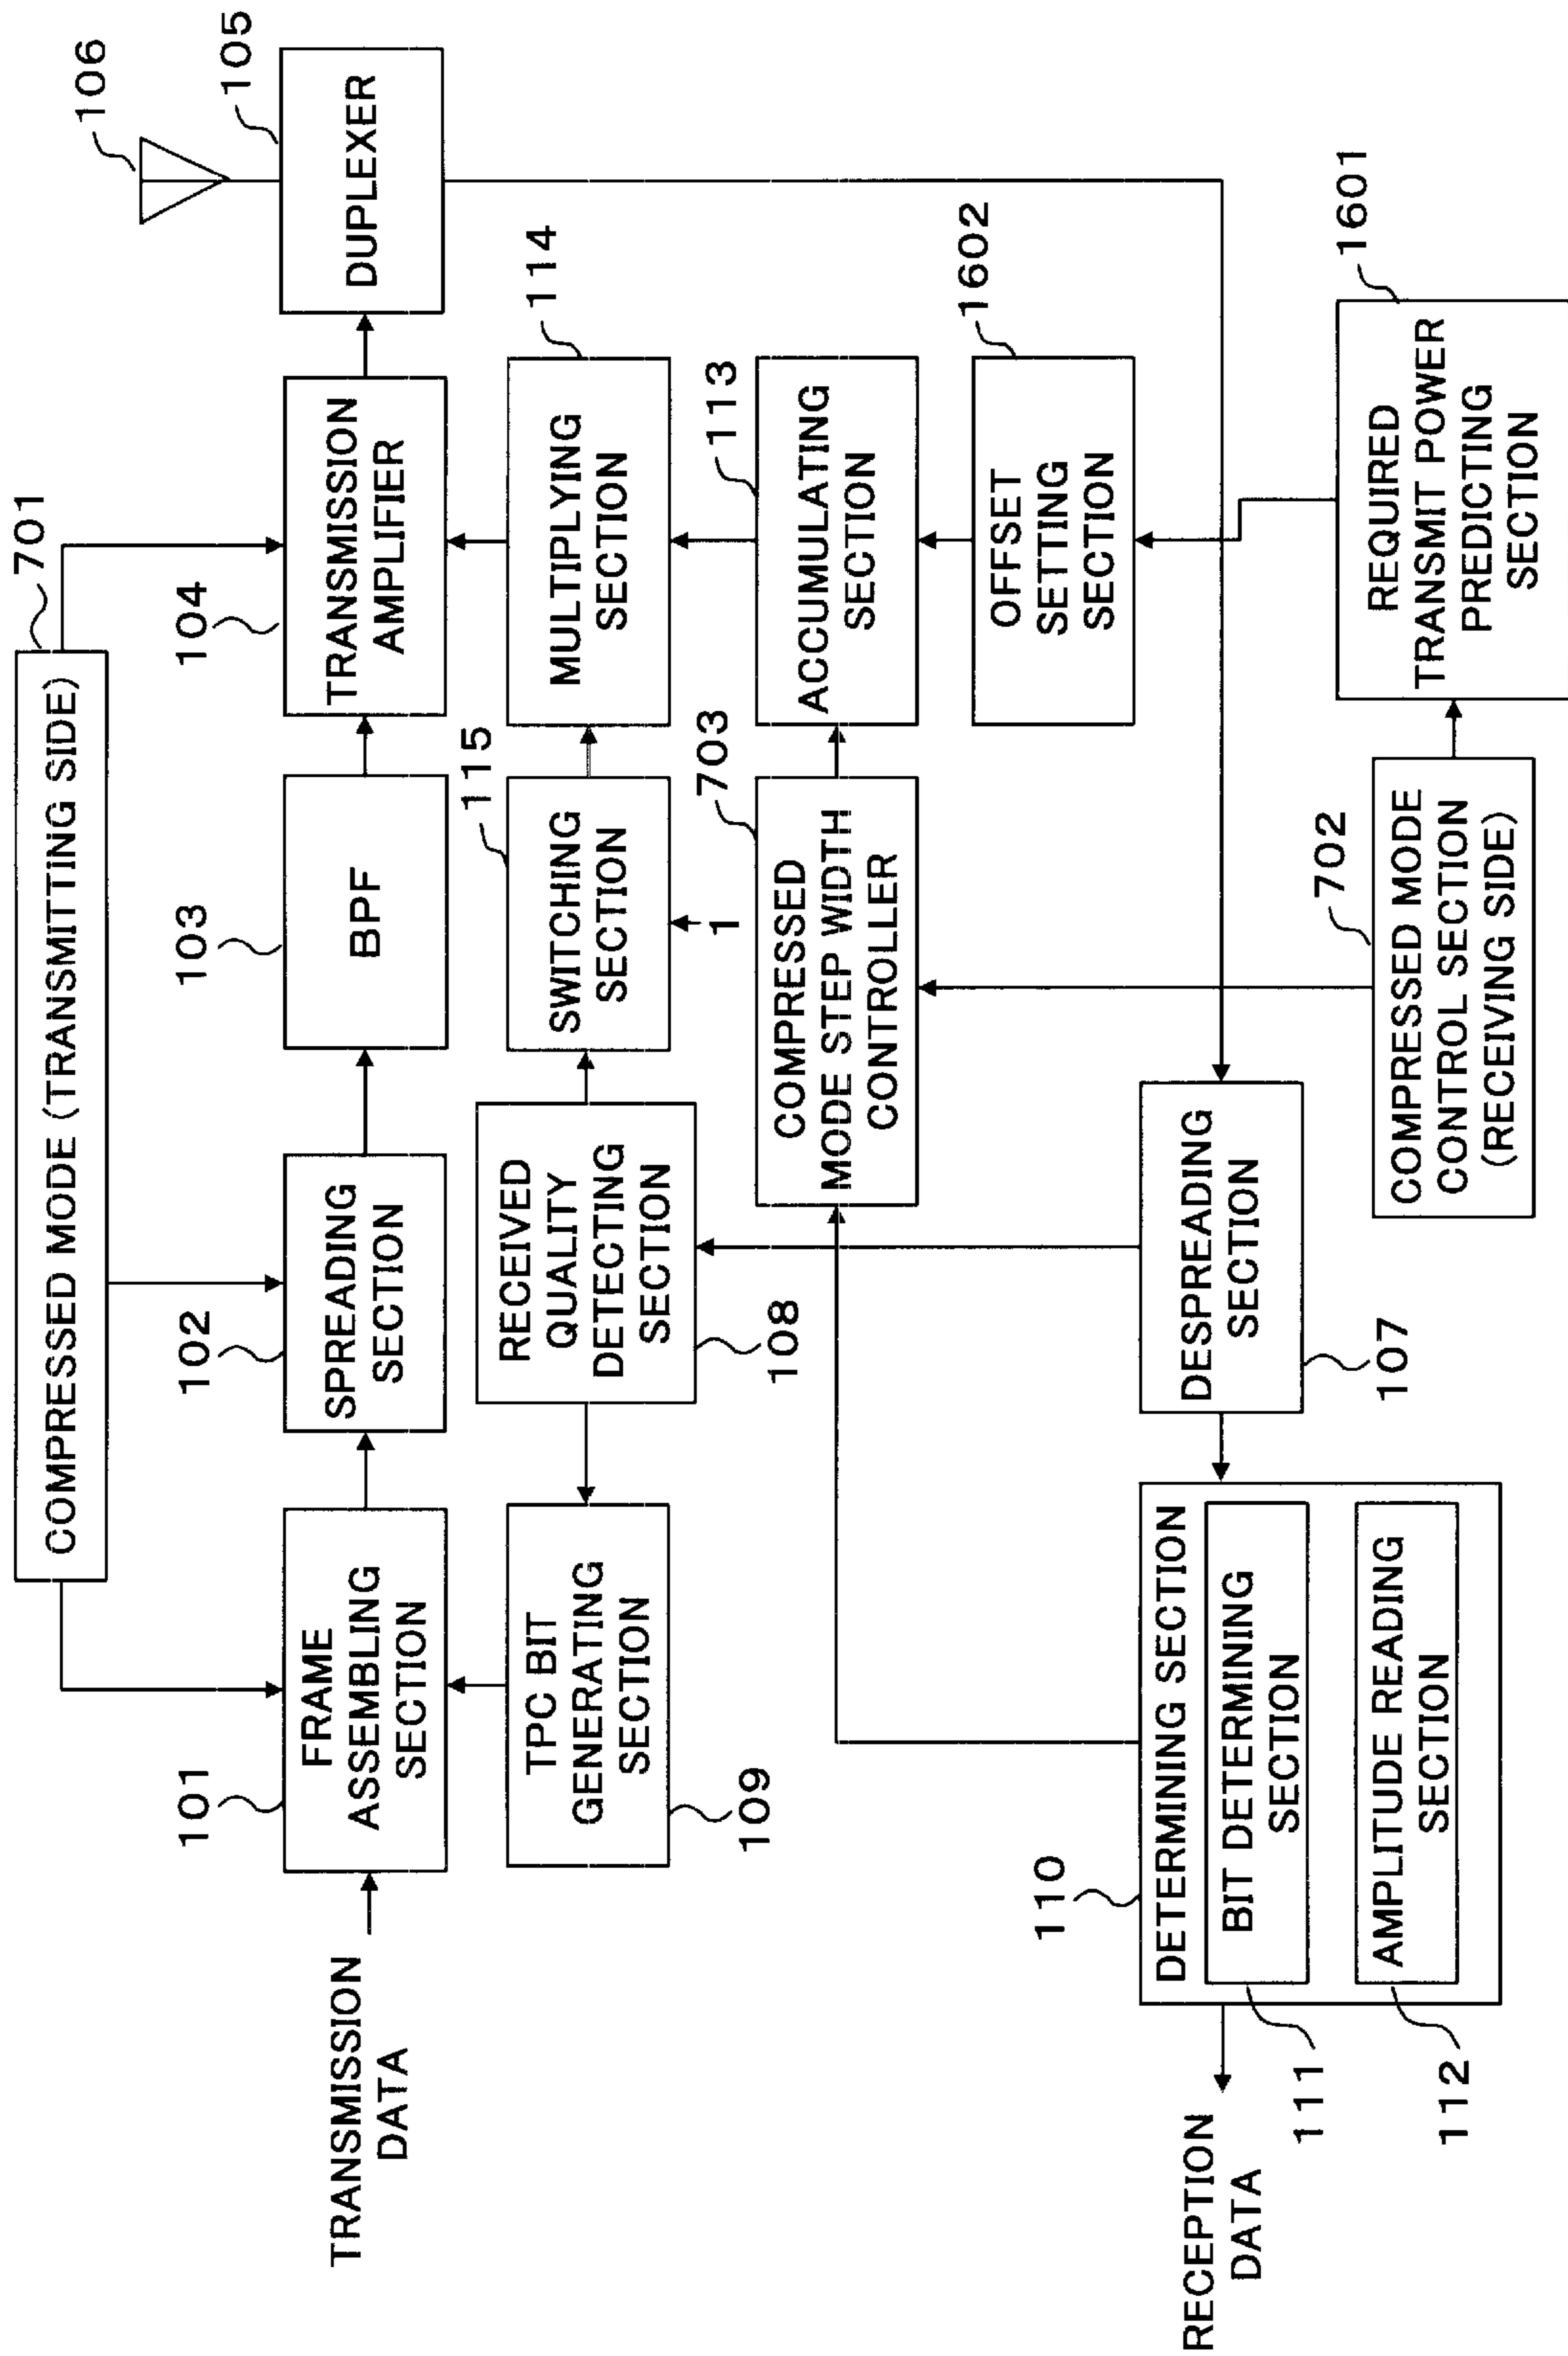 701
COMPRESSED MODE (TRANSMITTING SIDE)
106
105
101
102
103
104
TRANSMISSION
DATA
FRAME
ASSEMBLING
SECTION
SPREADING
SECTION
BPF
TRANSMISSION
AMPLIFIER
DUPLEXER
115
114
TPC BIT
GENERATING
SECTION
109
RECEIVED
QUALITY
DETECTING
SECTION
108
SWITCHING
SECTION
1
MULTIPLYING
SECTION
703
COMPRESSED
MODE STEP WIDTH
CONTROLLER
113
ACCUMULATING
SECTION
1602
OFFSET
SETTING
SECTION
110
DETERMINING SECTION
BIT DETERMINING
SECTION
AMPLITUDE READING
SECTION
111
112
RECEPTION
DATA
DESPREADING
SECTION
107
702
COMPRESSED MODE
CONTROL SECTION
(RECEIVING SIDE)
1601
REQUIRED
TRANSMIT POWER
PREDICTING
SECTION